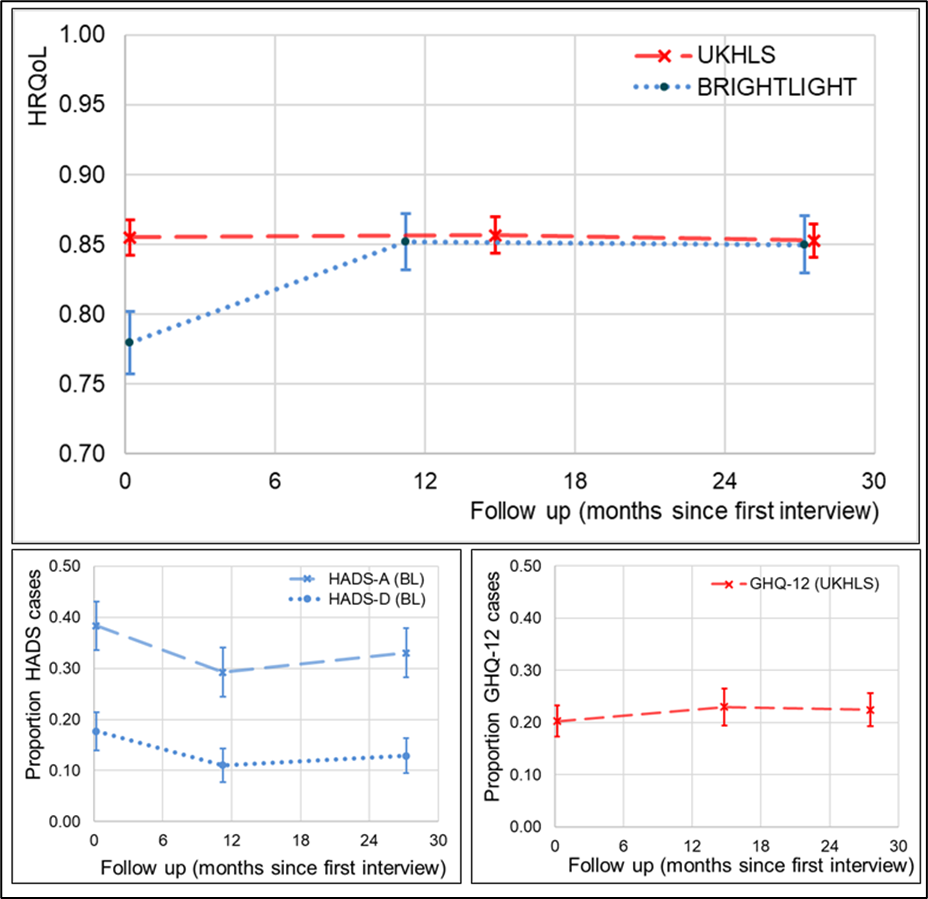 HRQoL
1.00
0.95
0.90
0.85
0.80
0.75
0.70
UKHLS
BRIGHTLIGHT
0 6 12 18 24 30
Follow up (months since first interview)
Proportion HADS cases
0.50
0.40
0.30
0.20
0.10
0.00
HADS-A (BL)
HADS-D (BL)
0 6 12 18 24 30
Follow up (months since first interview)
Proportion GHQ-12 cases
0.50
0.40
0.30
0.20
0.10
0.00
GHQ-12 (UKHLS)
0 6 12 18 24 30
Follow up (months since first interview)